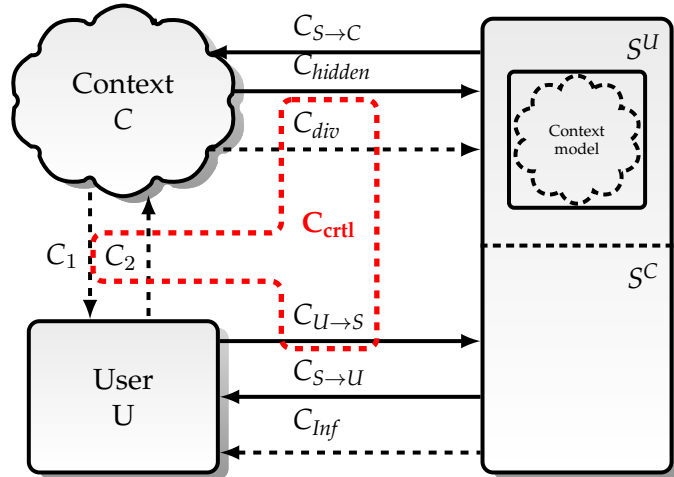 C_{S→C}
S^U
C_{hidden}
Context
C
C_{div}
Context
model
C_{crtl}
C_1
C_2
S^C
C_{U→S}
C_{S→U}
User
U
C_{Inf}